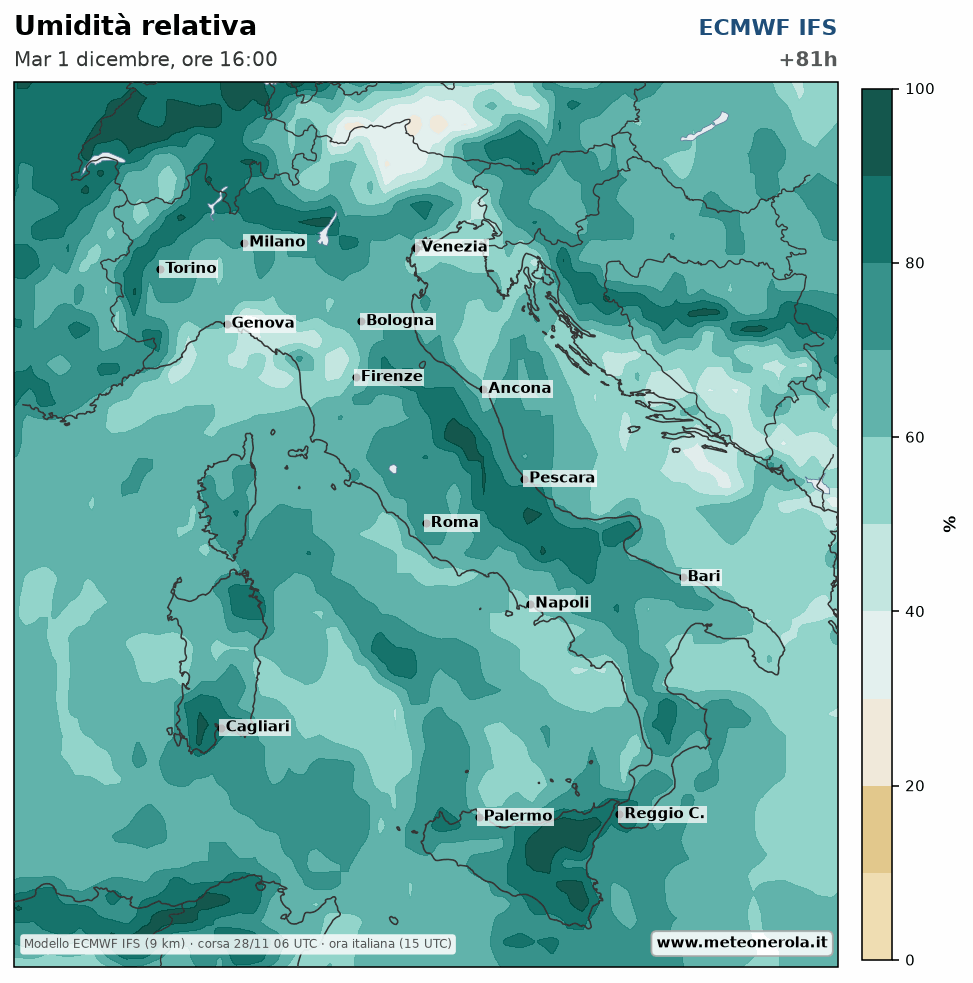 Umidità relativa
ECMWF IFS
Mar 1 dicembre, ore 16:00
+81h
100
80
60
40
20
0
%
Milano
Venezia
Torino
Genova
Bologna
Firenze
Ancona
Pescara
Roma
Bari
Napoli
Cagliari
Palermo
Reggio C.
Modello ECMWF IFS (9 km) · corsa 28/11 06 UTC · ora italiana (15 UTC)
www.meteonerola.it